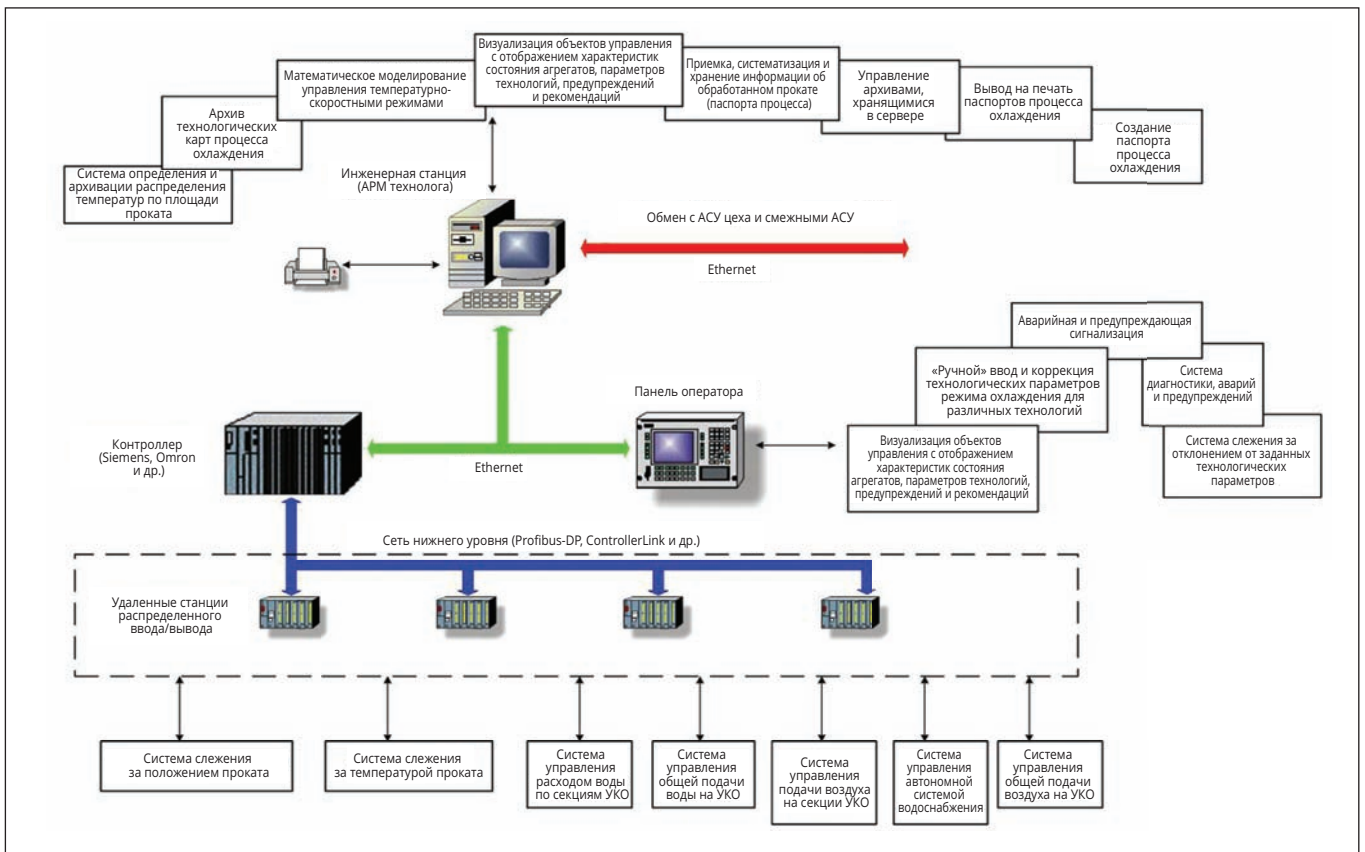 Визуализация объектов управления
с отображением характеристик
состояния агрегатов, параметров
технологий, предупреждений
и рекомендаций
Математическое моделирование
управления температурно-
скоростными режимами
Приемка, систематизация и
хранение информации об
обработанном прокате
(паспорта процесса)
Управление
архивами,
хранящимися
в сервере
Вывод на печать
паспортов процесса
охлаждения
Архив
технологических
карт процесса
охлаждения
Создание
паспорта
процесса
охлаждения
Система определения и
архивации распределения
температур по площади
проката
Инженерная станция
(АРМ технолога)
Обмен с АСУ цеха и смежными АСУ
Ethernet
Аварийная и предупреждающая
сигнализация
«Ручной» ввод и коррекция
технологических параметров
режима охлаждения для
различных технологий
Система
диагностики, аварий
и предупреждений
Панель оператора
Контроллер
(Siemens, Omron
и др.)
Ethernet
Визуализация объектов
управления с отображением
характеристик состояния
агрегатов, параметров технологий,
предупреждений и рекомендаций
Система слежения за
отклонением от заданных
технологических
параметров
Сеть нижнего уровня (Profibus-DP, ControllerLink и др.)
Удаленные станции
распределенного
ввода/вывода
Система слежения
за положением проката
Система слежения
за температурой проката
Система
управления
расходом воды
по секциям УКО
Система
управления
общей подачи
воды на УКО
Система
управления
подачи воздуха
на секции УКО
Система
управления
автономной
системой
водоснабжения
Система
управления
общей подачи
воздуха на УКО